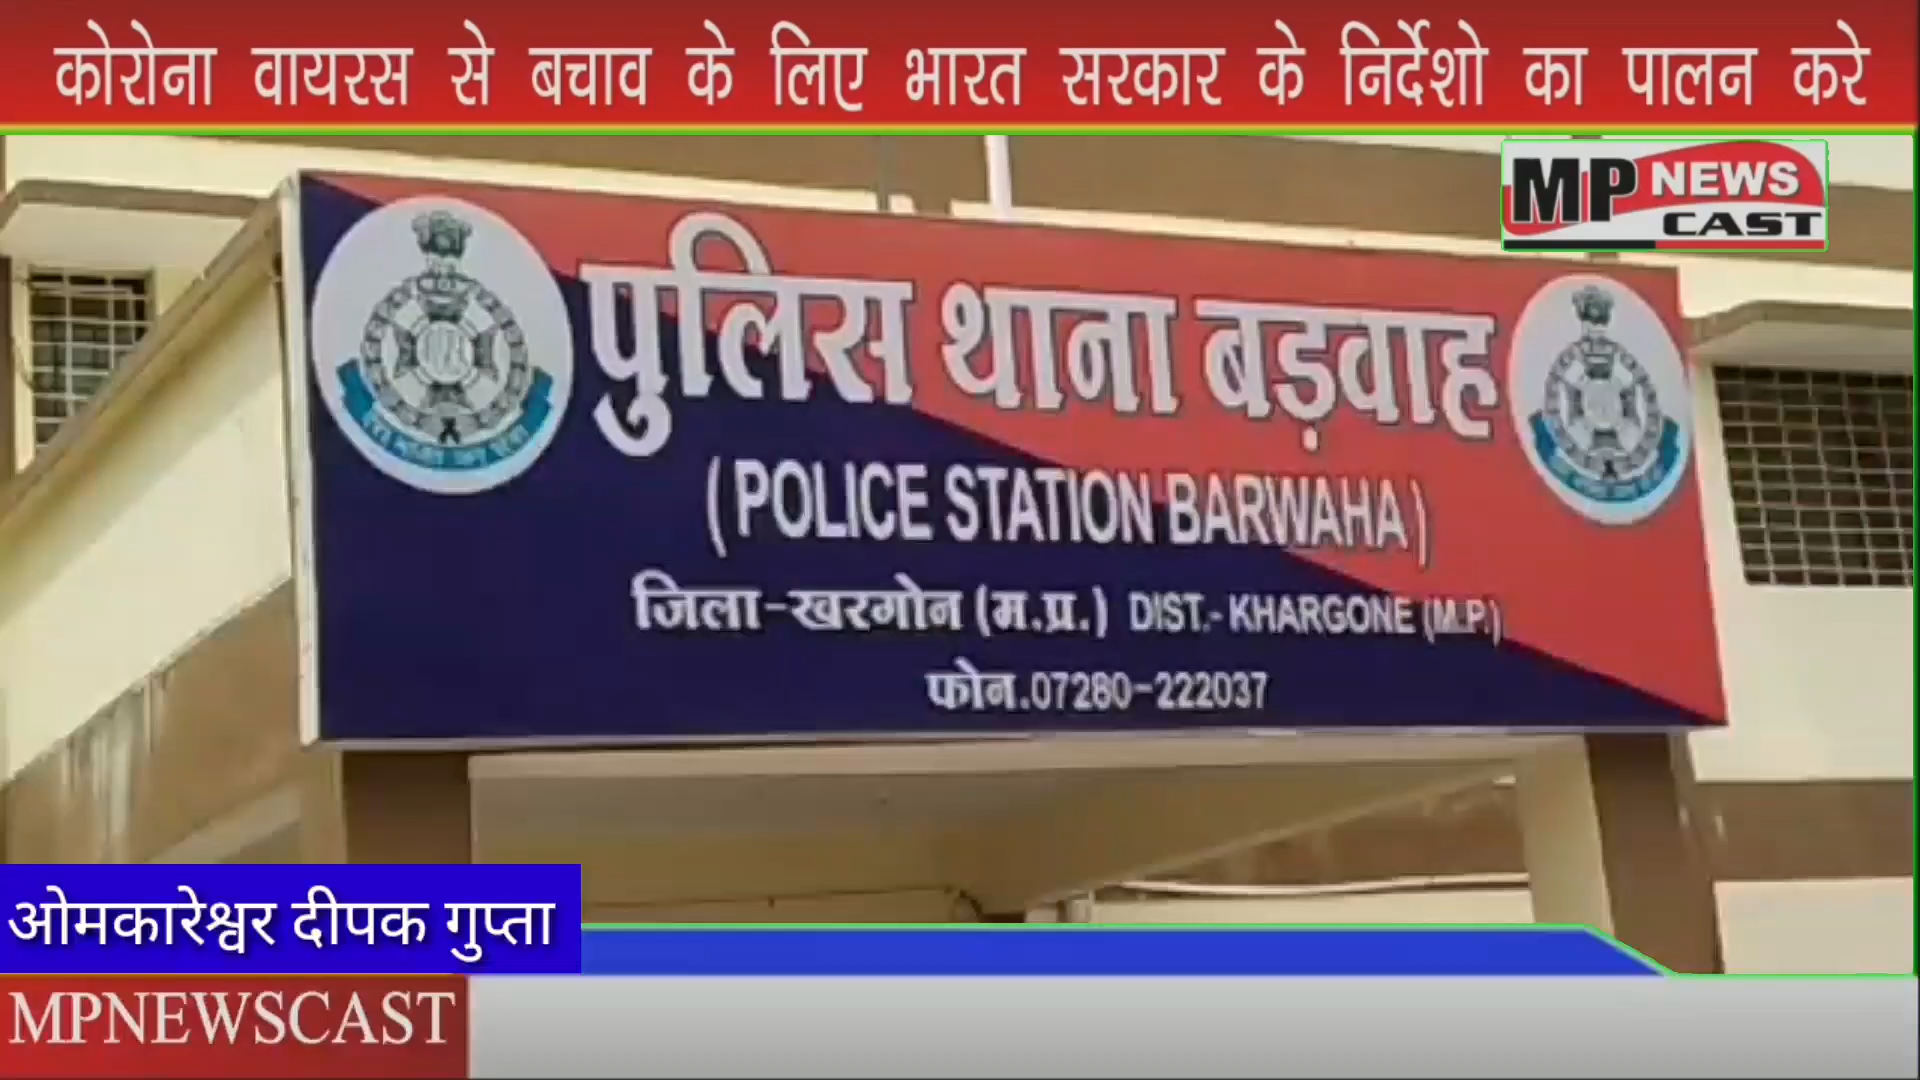 कोरोना वायरस से बचाव के लिए भारत सरकार के निर्देशो का पालन करे
MP NEWS
CAST
पुलिस थाना बड़वाह
(POLICE STATION BARWAHA)
जिला-खरगोन (म.प्र.) DIST.- KHARGONE (M.P.)
फोन.07280-222037
ओमकारेश्वर दीपक गुप्ता
MPNEWSCAST